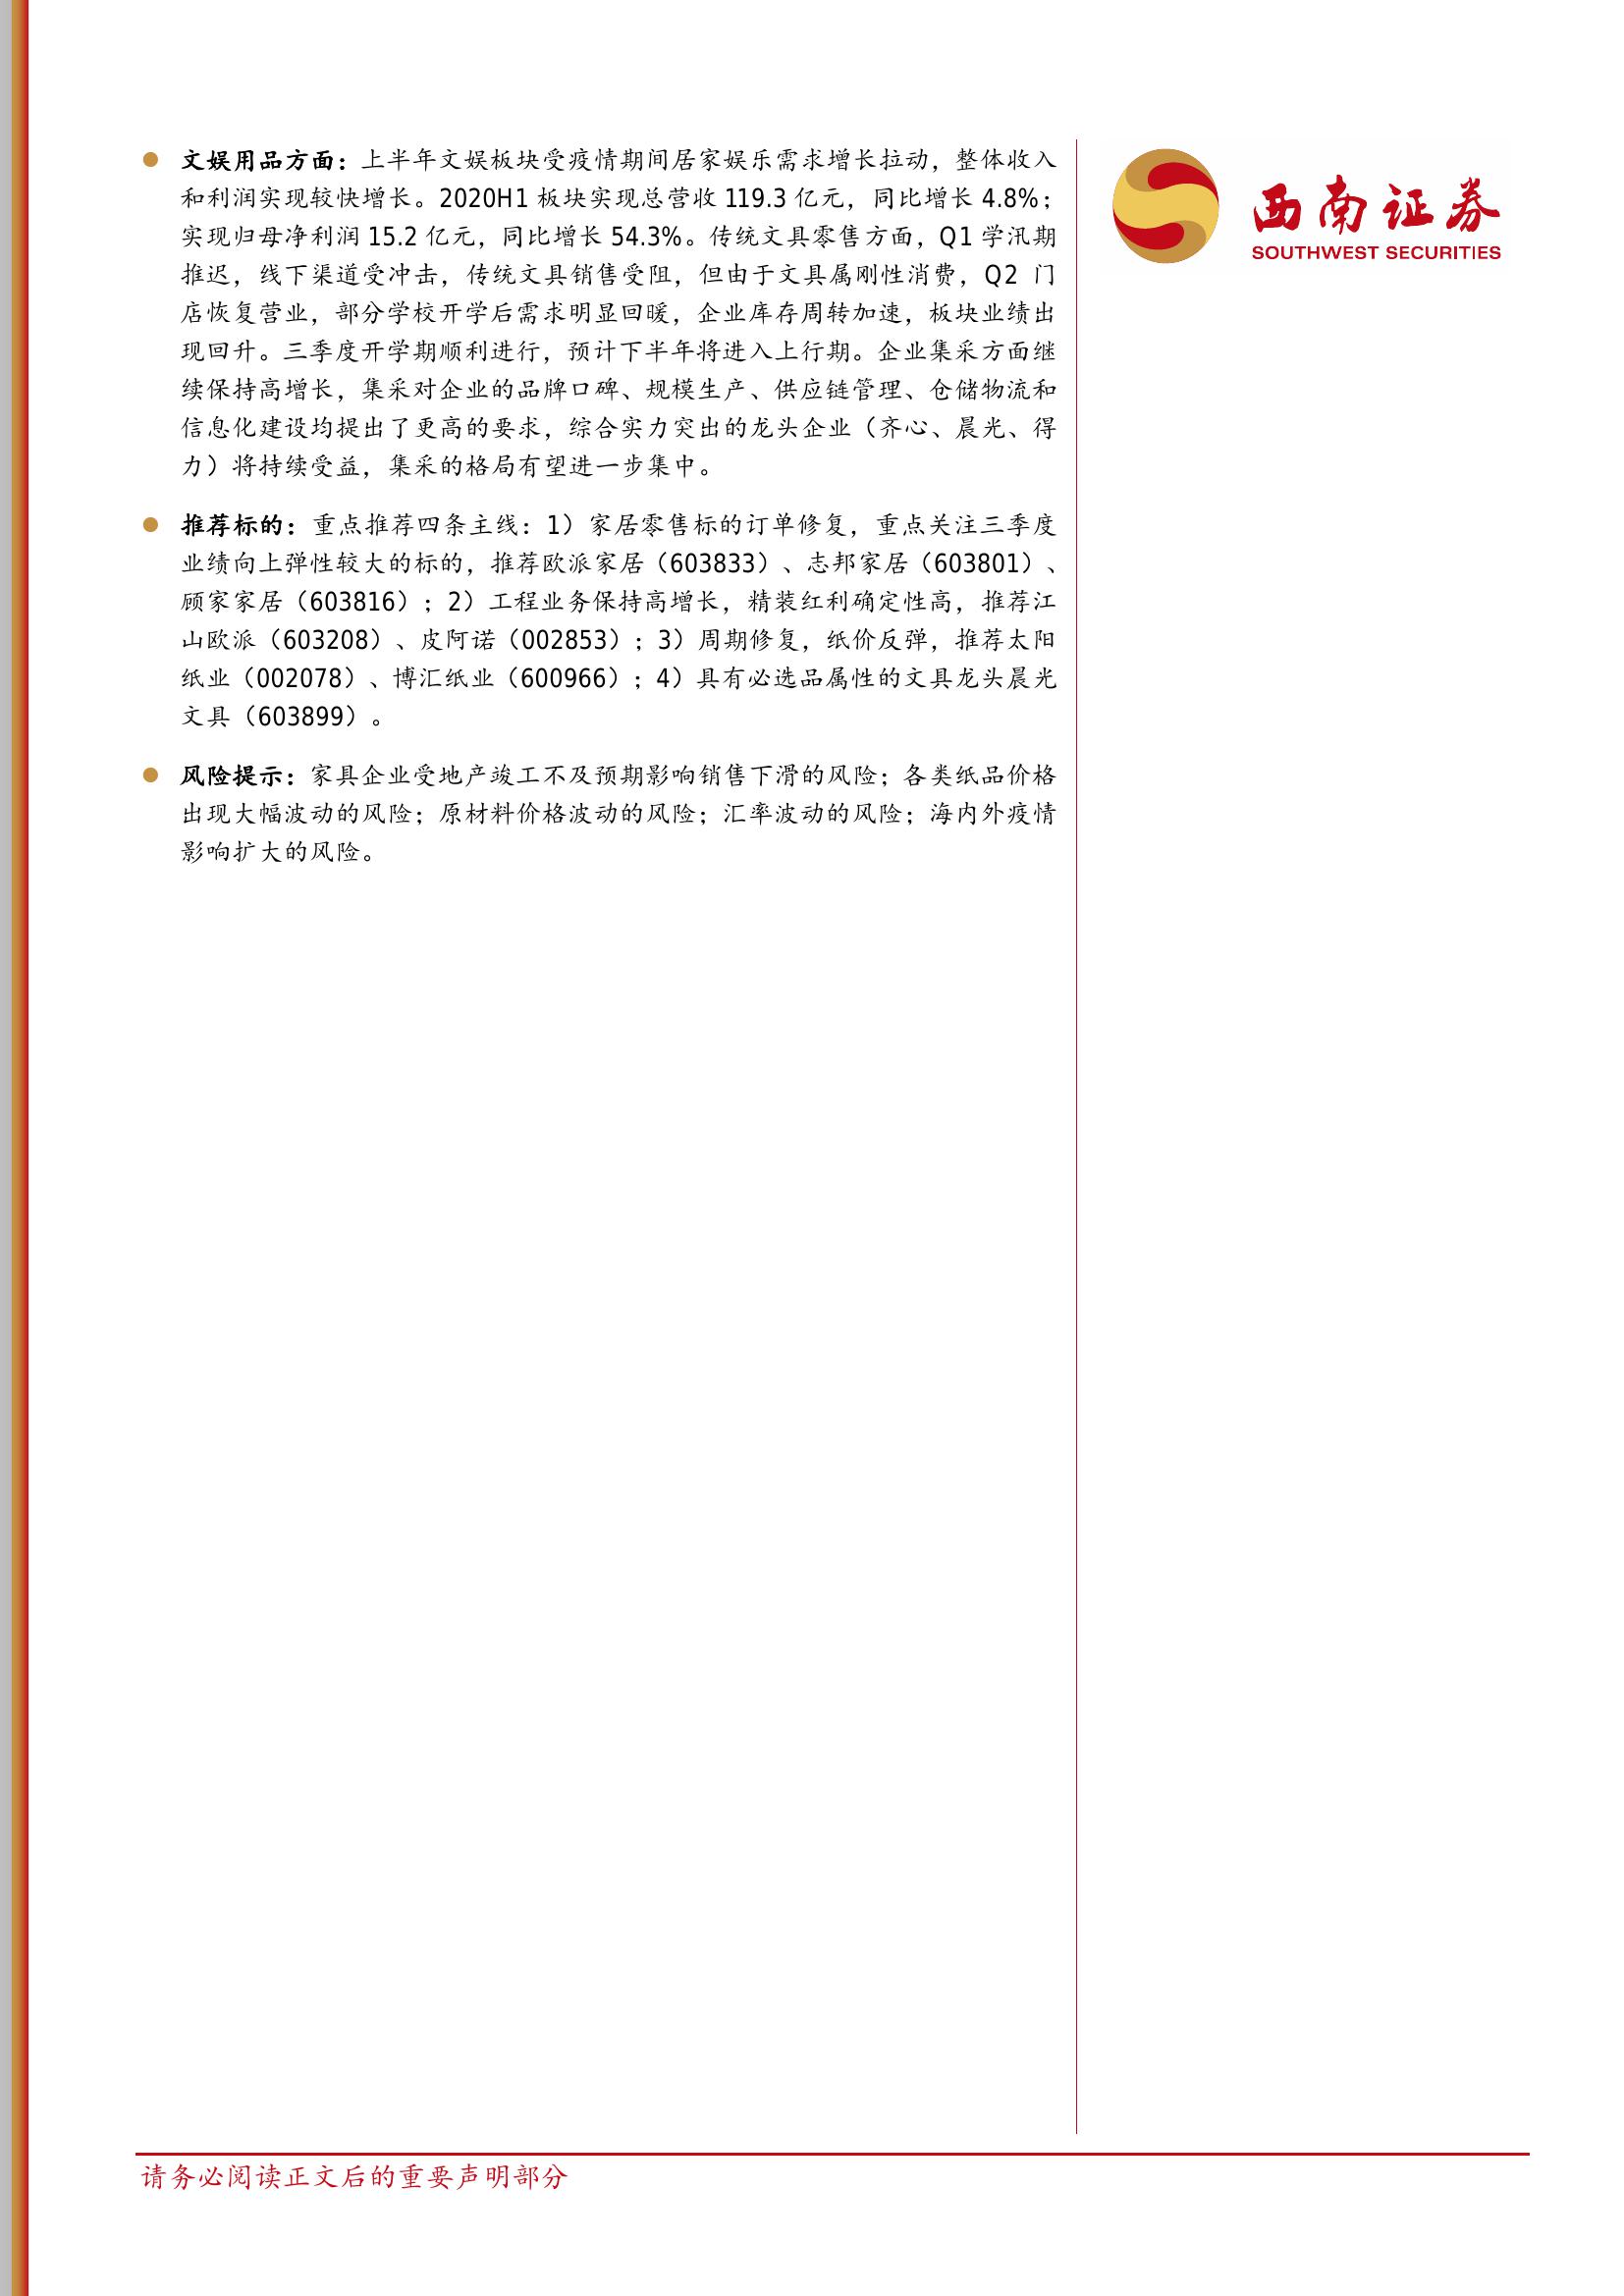 文娱用品方面：上半年文娱板块受疫情期间居家娱乐需求增长拉动，整体收入
和利润实现较快增长。2020H1 板块实现总营收 119.3 亿元，同比增长 4.8%；
实现归母净利润 15.2 亿元，同比增长 54.3%。传统文具零售方面，Q1 学汛期
推迟，线下渠道受冲击，传统文具销售受阻，但由于文具属刚性消费，Q2 门
店恢复营业，部分学校开学后需求明显回暖，企业库存周转加速，板块业绩出
现回升。三季度开学期顺利进行，预计下半年将进入上行期。企业集采方面继
续保持高增长，集采对企业的品牌口碑、规模生产、供应链管理、仓储物流和
信息化建设均提出了更高的要求，综合实力突出的龙头企业（齐心、晨光、得
力）将持续受益，集采的格局有望进一步集中。
推荐标的：重点推荐四条主线：1）家居零售标的订单修复，重点关注三季度
业绩向上弹性较大的标的，推荐欧派家居（603833）、志邦家居（603801）、
顾家家居（603816）；2）工程业务保持高增长，精装红利确定性高，推荐江
山欧派（603208）、皮阿诺（002853）；3）周期修复，纸价反弹，推荐太阳
纸业（002078）、博汇纸业（600966）；4）具有必选品属性的文具龙头晨光
文具（603899）。
风险提示：家具企业受地产竣工不及预期影响销售下滑的风险；各类纸品价格
出现大幅波动的风险；原材料价格波动的风险；汇率波动的风险；海内外疫情
影响扩大的风险。
西南证券
SOUTHWEST SECURITIES
请务必阅读正文后的重要声明部分